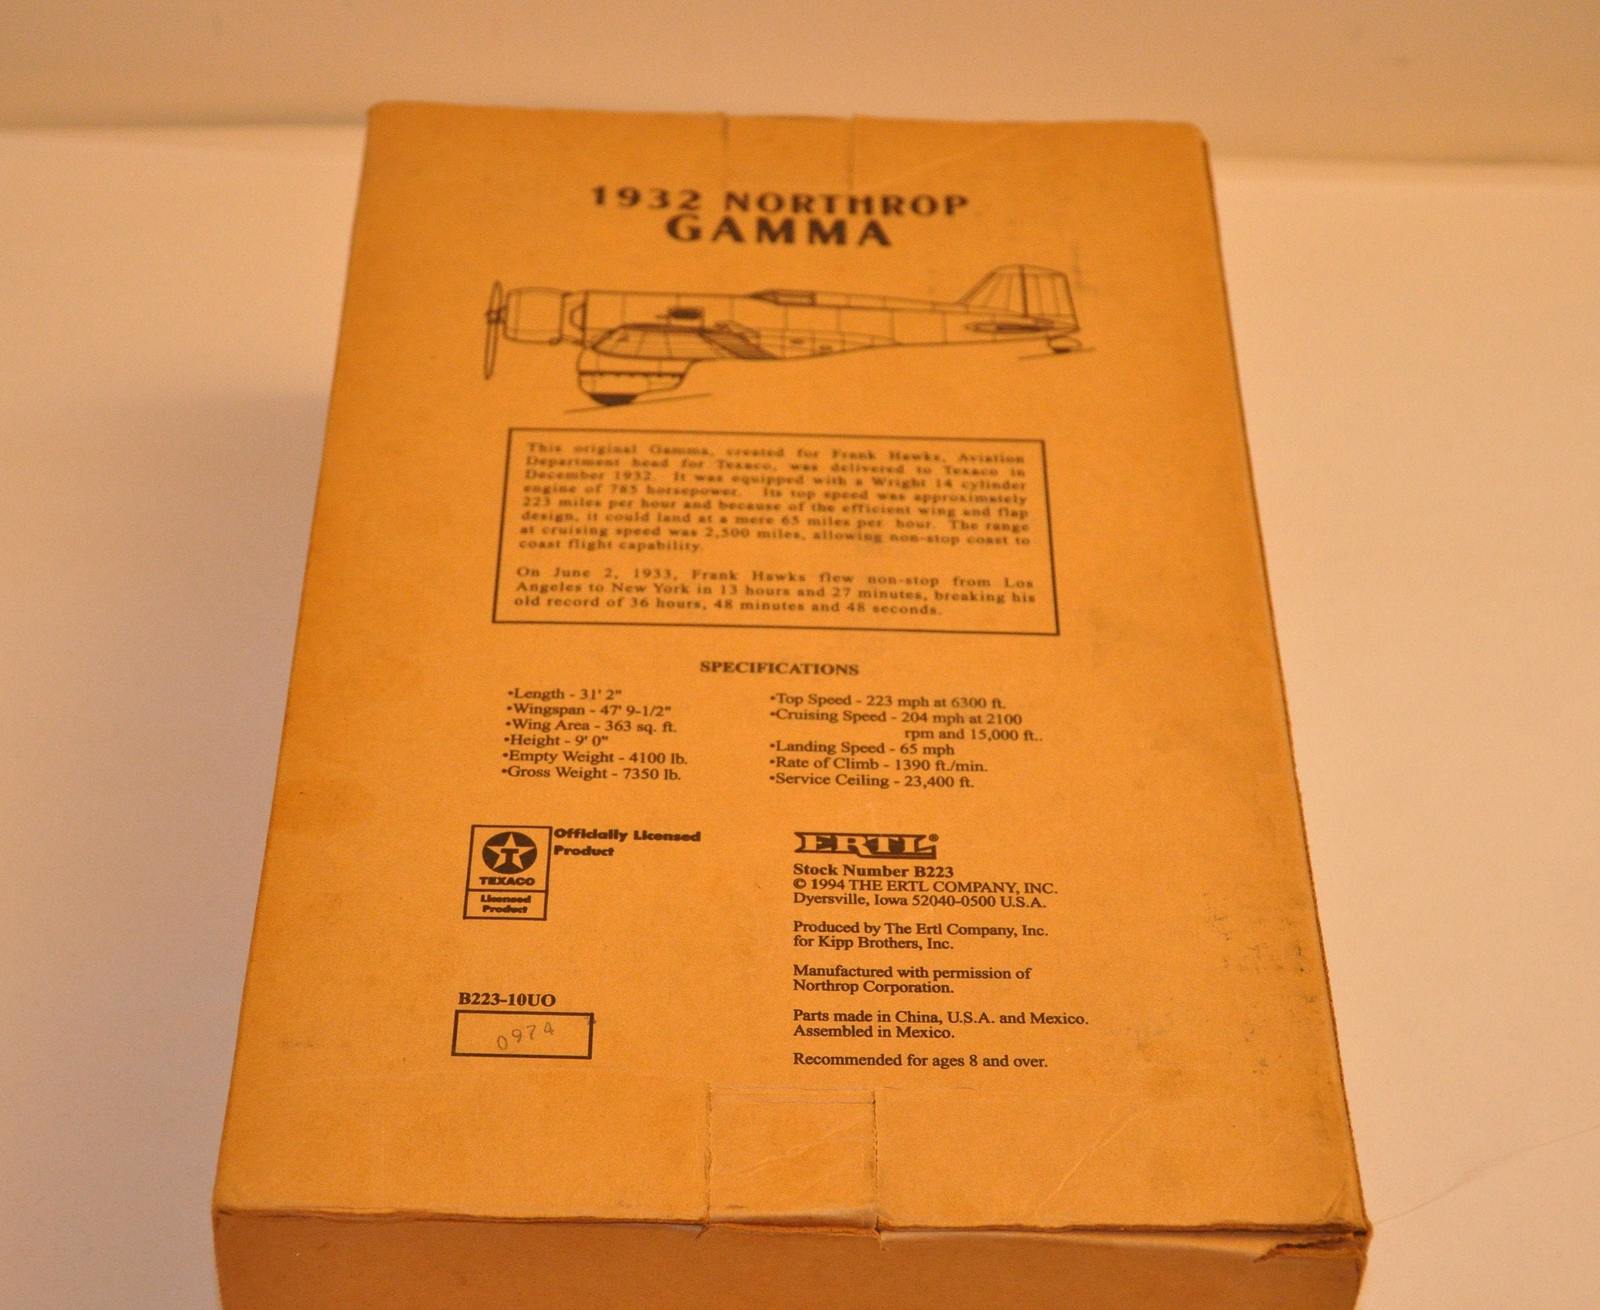 1932 NORTHROP
GAMMA
This original Gamma, created for Frank Hawks, Aviation
Department head for Texaco, was delivered to Texaco in
December 1932. It was equipped with a Wright 14 cylinder
engine of 785 horsepower. Its top speed was approximately
223 miles per hour and because of the efficient wing and flap
design, it could land at a mere 65 miles per hour. The range
at cruising speed was 2,500 miles, allowing non-stop coast to
coast flight capability.
On June 2, 1933, Frank Hawks flew non-stop from Los
Angeles to New York in 13 hours and 27 minutes, breaking his
old record of 36 hours, 48 minutes and 48 seconds.
SPECIFICATIONS
•Length - 31' 2"
•Wingspan - 47' 9-1/2"
•Wing Area - 363 sq. ft.
•Height - 9' 0"
•Empty Weight - 4100 lb.
•Gross Weight - 7350 lb.
•Top Speed - 223 mph at 6300 ft.
•Cruising Speed - 204 mph at 2100
rpm and 15,000 ft..
•Landing Speed - 65 mph
•Rate of Climb - 1390 ft./min.
•Service Ceiling - 23,400 ft.
T
TEXACO
Licensed
Product
Officially Licensed
Product
B223-10UO
0974
ERTL®
Stock Number B223
© 1994 THE ERTL COMPANY, INC.
Dyersville, Iowa 52040-0500 U.S.A.
Produced by The Ertl Company, Inc.
for Kipp Brothers, Inc.
Manufactured with permission of
Northrop Corporation.
Parts made in China, U.S.A. and Mexico.
Assembled in Mexico.
Recommended for ages 8 and over.